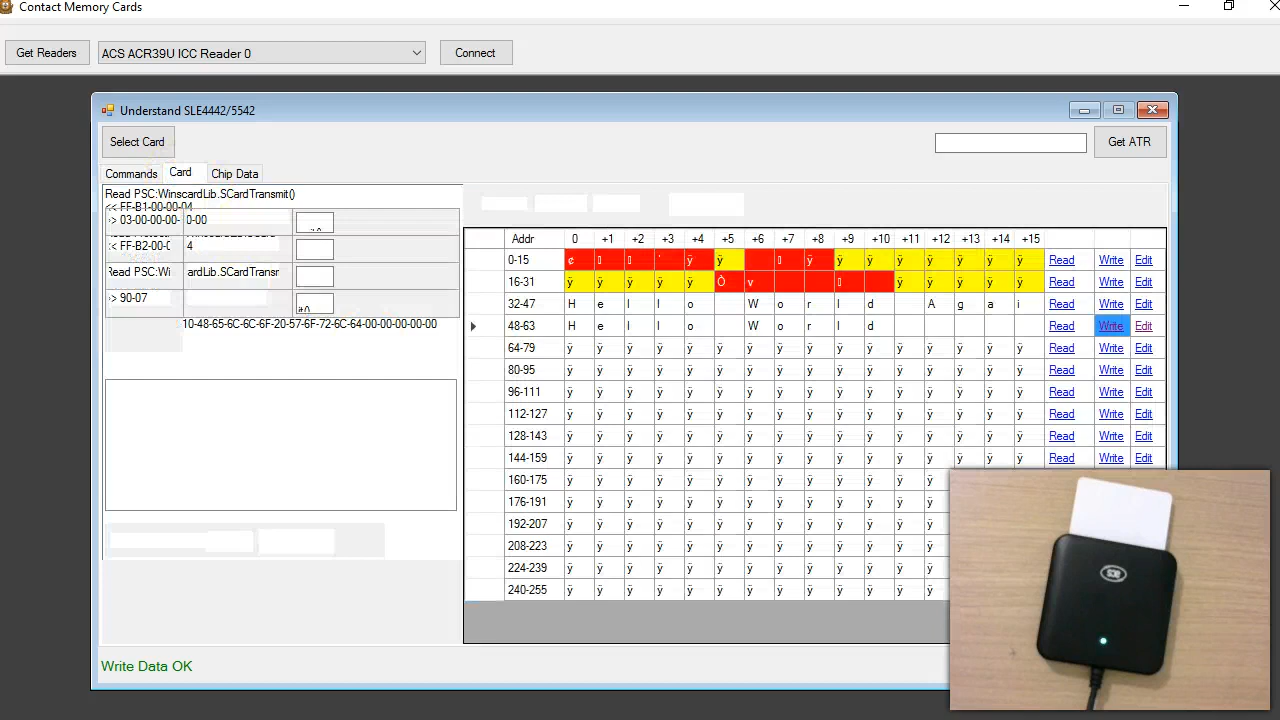 Contact Memory Cards
Get Readers ACS ACR39U ICC Reader 0 Connect
Understand SLE4442/5542
Select Card Get ATR
Commands Card Chip Data
Read PSC:WinscardLib.SCardTransmit()
<< FF-B1-00-00-04
> 03-00-00-00- 0-00
<< FF-B2-00-0 4
Read PSC:Wi ardLib.SCardTransm
> 90-07
10-48-65-6C-6C-6F-20-57-6F-72-6C-64-00-00-00-00-00
Addr 0 +1 +2 +3 +4 +5 +6 +7 +8 +9 +10 +11 +12 +13 +14 +15
0-15 ¢ ' ÿ ÿ ÿ ÿ ÿ ÿ ÿ ÿ ÿ ÿ Read Write Edit
16-31 ÿ ÿ ÿ ÿ ÿ Ò v ÿ ÿ ÿ ÿ ÿ Read Write Edit
32-47 H e l l o W o r l d A g a i Read Write Edit
48-63 H e l l o W o r l d Read Write Edit
64-79 ÿ ÿ ÿ ÿ ÿ ÿ ÿ ÿ ÿ ÿ ÿ ÿ ÿ ÿ ÿ ÿ Read Write Edit
80-95 ÿ ÿ ÿ ÿ ÿ ÿ ÿ ÿ ÿ ÿ ÿ ÿ ÿ ÿ ÿ ÿ Read Write Edit
96-111 ÿ ÿ ÿ ÿ ÿ ÿ ÿ ÿ ÿ ÿ ÿ ÿ ÿ ÿ ÿ ÿ Read Write Edit
112-127 ÿ ÿ ÿ ÿ ÿ ÿ ÿ ÿ ÿ ÿ ÿ ÿ ÿ ÿ ÿ ÿ Read Write Edit
128-143 ÿ ÿ ÿ ÿ ÿ ÿ ÿ ÿ ÿ ÿ ÿ ÿ ÿ ÿ ÿ ÿ Read Write Edit
144-159 ÿ ÿ ÿ ÿ ÿ ÿ ÿ ÿ ÿ ÿ ÿ ÿ ÿ ÿ ÿ ÿ Read Write Edit
160-175 ÿ ÿ ÿ ÿ ÿ ÿ ÿ ÿ ÿ ÿ ÿ ÿ ÿ
176-191 ÿ ÿ ÿ ÿ ÿ ÿ ÿ ÿ ÿ ÿ ÿ ÿ ÿ
192-207 ÿ ÿ ÿ ÿ ÿ ÿ ÿ ÿ ÿ ÿ ÿ ÿ ÿ
208-223 ÿ ÿ ÿ ÿ ÿ ÿ ÿ ÿ ÿ ÿ ÿ ÿ ÿ
224-239 ÿ ÿ ÿ ÿ ÿ ÿ ÿ ÿ ÿ ÿ ÿ ÿ ÿ
240-255 ÿ ÿ ÿ ÿ ÿ ÿ ÿ ÿ ÿ ÿ ÿ ÿ ÿ
Write Data OK
ACS